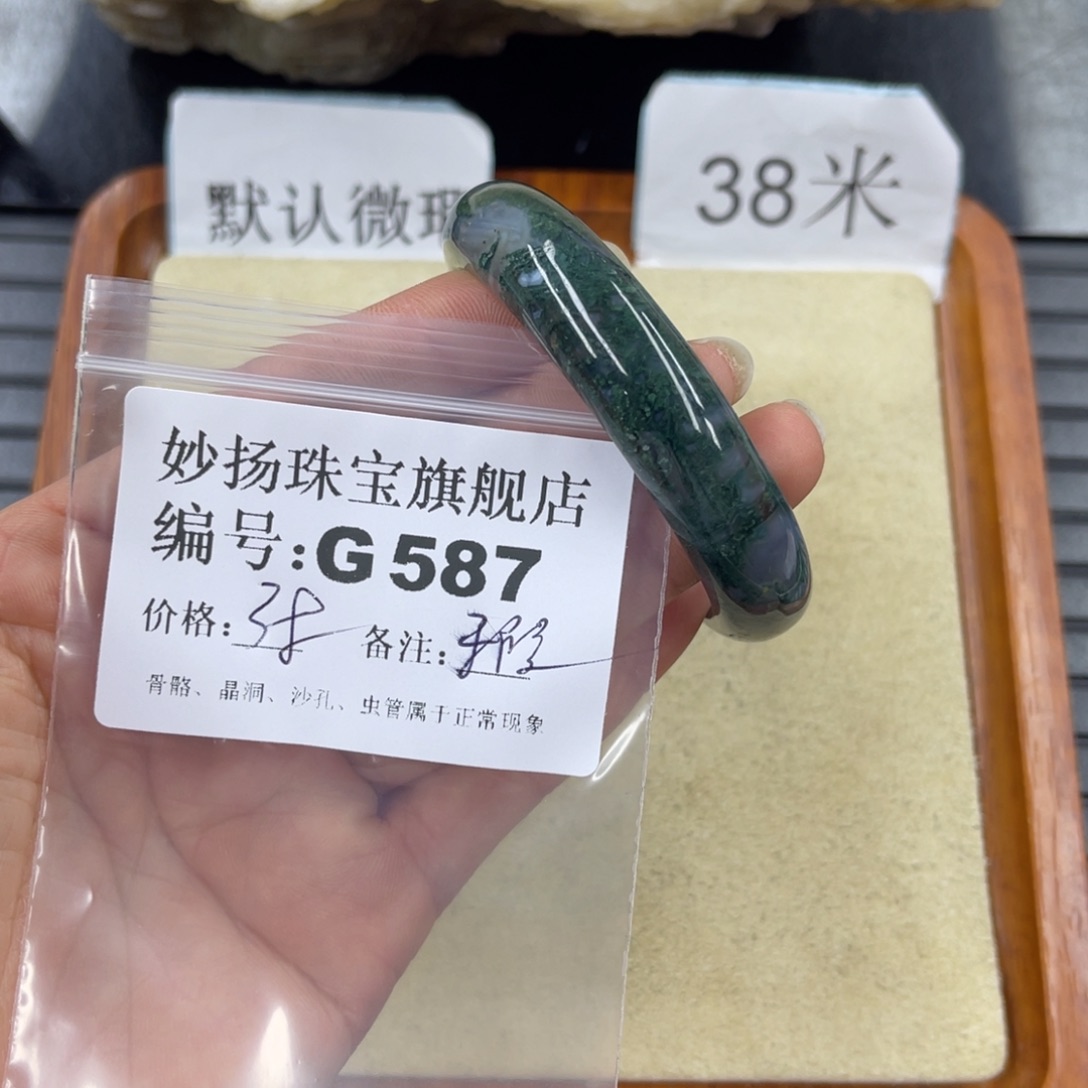 默认微瑕
38米
妙扬珠宝旗舰店
编号:G587
价格: 备注:
骨骼、晶洞、沙孔、虫管属于正常现象